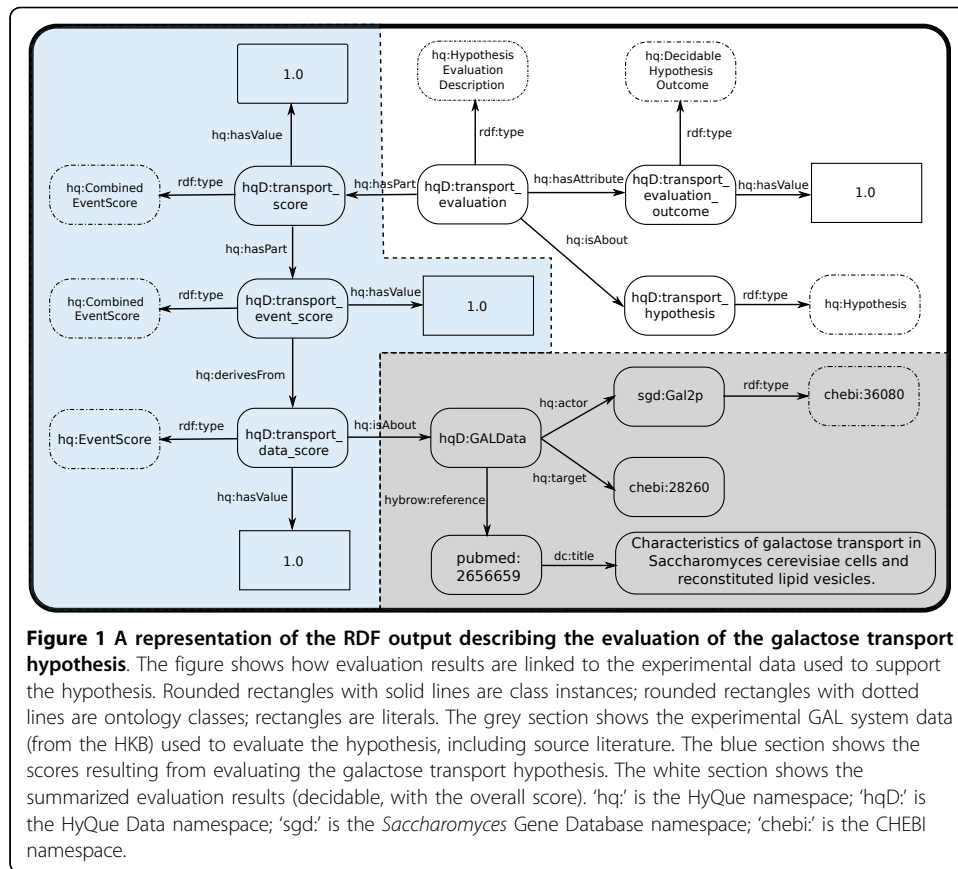 1.0
hq:Hypothesis
Evaluation
Description
hq:Decidable
Hypothesis
Outcome
hq:hasValue
rdf:type
rdf:type
hq:Combined
EventScore
rdf:type
hqD:transport_
score
hq:hasPart
hqD:transport_
evaluation
hq:hasAttribute
hqD:transport_
evaluation_
outcome
hq:hasValue
1.0
hq:hasPart
hq:isAbout
hq:Combined
EventScore
rdf:type
hqD:transport_
event_score
hq:hasValue
1.0
hqD:transport_
hypothesis
rdf:type
hq:Hypothesis
hq:derivesFrom
hq:actor
sgd:Gal2p
rdf:type
chebi:36080
hq:EventScore
rdf:type
hqD:transport_
data_score
hq:isAbout
hqD:GALData
hq:target
chebi:28260
hq:hasValue
hybrow:reference
1.0
pubmed:
2656659
dc:title
Characteristics of galactose transport in
Saccharomyces cerevisiae cells and
reconstituted lipid vesicles.
Figure 1 A representation of the RDF output describing the evaluation of the galactose transport
hypothesis. The figure shows how evaluation results are linked to the experimental data used to support
the hypothesis. Rounded rectangles with solid lines are class instances; rounded rectangles with dotted
lines are ontology classes; rectangles are literals. The grey section shows the experimental GAL system data
(from the HKB) used to evaluate the hypothesis, including source literature. The blue section shows the
scores resulting from evaluating the galactose transport hypothesis. The white section shows the
summarized evaluation results (decidable, with the overall score). ‘hq:’ is the HyQue namespace; ‘hqD:’ is
the HyQue Data namespace; ‘sgd:’ is the Saccharomyces Gene Database namespace; ‘chebi:’ is the CHEBI
namespace.